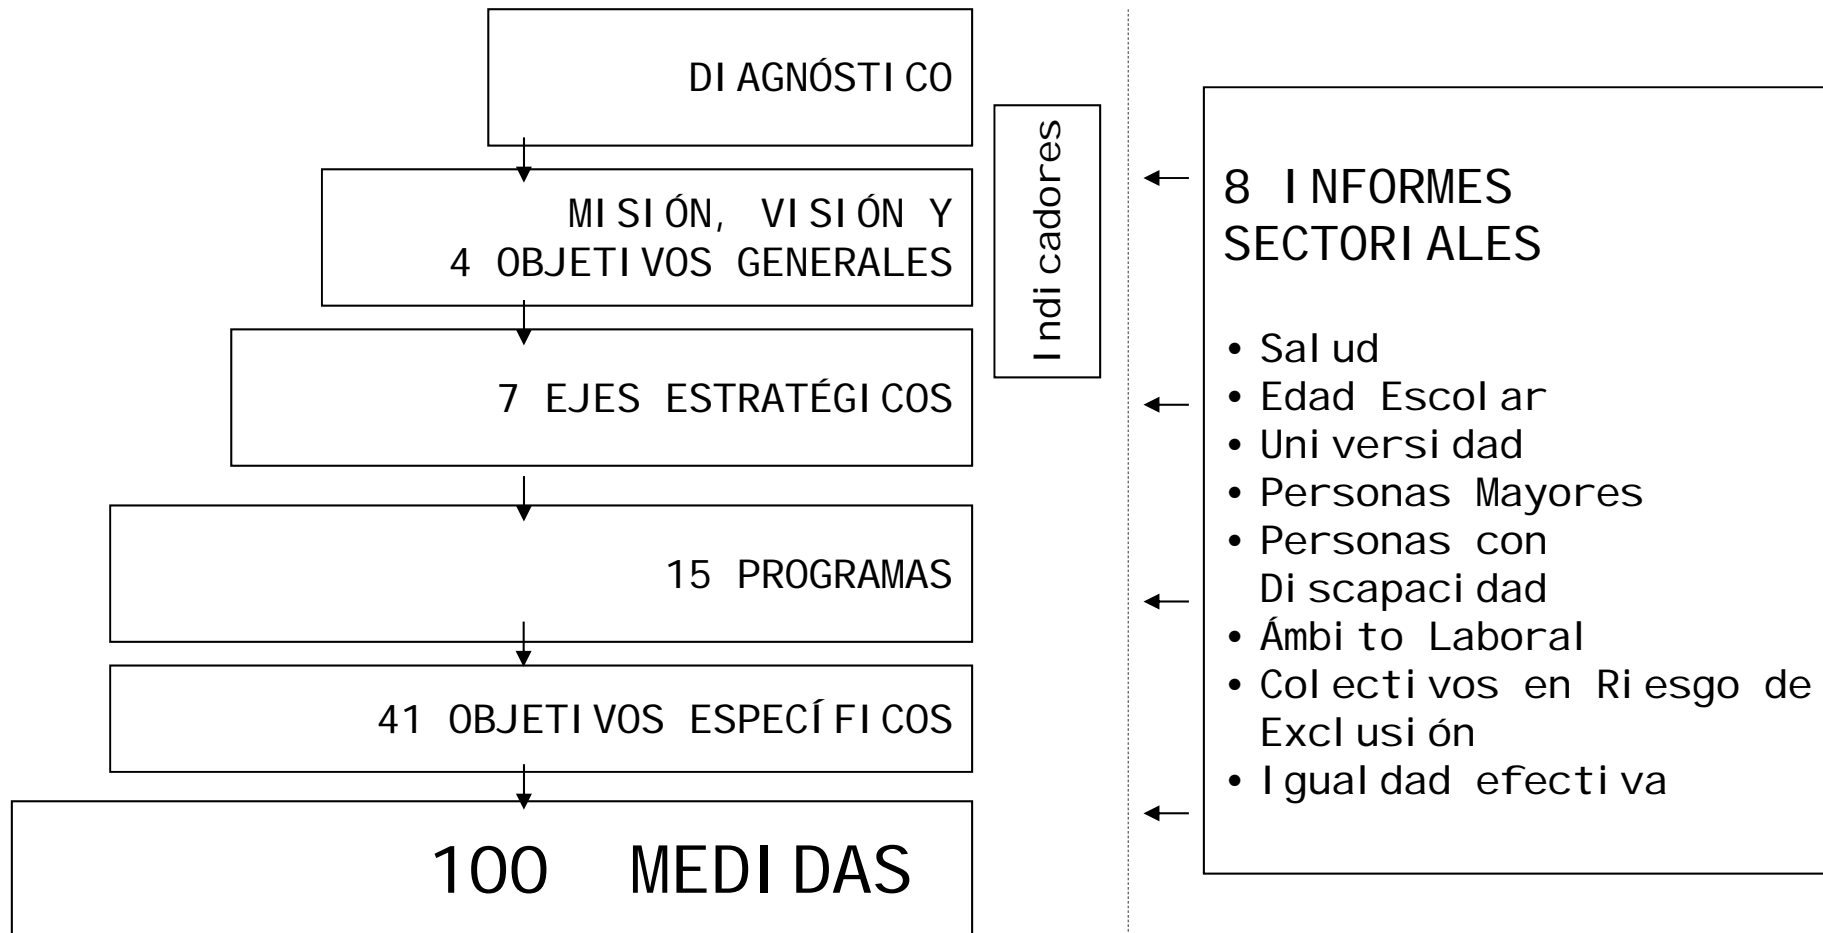 DIAGNÓSTICO
MISIÓN, VISIÓN Y
4 OBJETIVOS GENERALES
7 EJES ESTRATÉGICOS
15 PROGRAMAS
41 OBJETIVOS ESPECÍFICOS
100 MEDIDAS
Indicadores
8 INFORMES
SECTORIALES
• Salud
• Edad Escolar
• Universidad
• Personas Mayores
• Personas con
Discapacidad
• Ámbito Laboral
• Colectivos en Riesgo de
Exclusión
• Igualdad efectiva